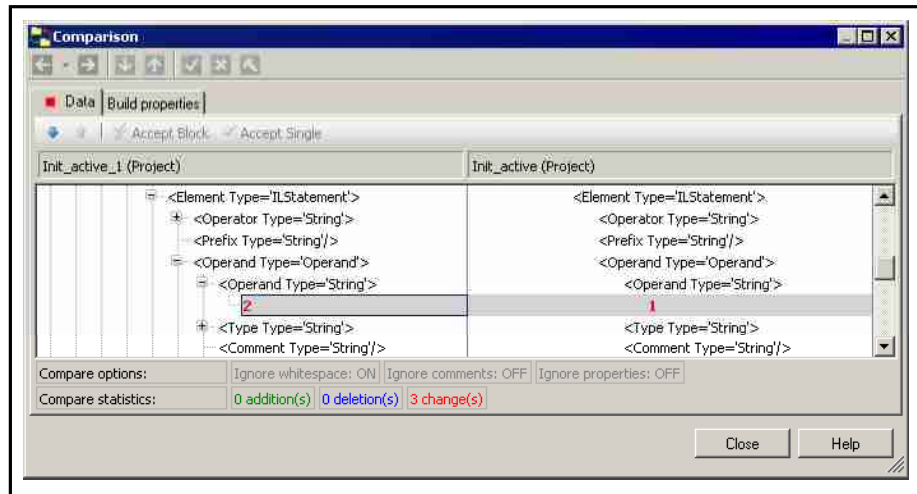 Comparison
Data Build properties
Accept Block Accept Single
Init_active_1 (Project) Init_active (Project)
<Element Type='ILStatement'> <Element Type='ILStatement'>
<Operator Type='String'> <Operator Type='String'>
<Prefix Type='String'/> <Prefix Type='String'/>
<Operand Type='Operand'> <Operand Type='Operand'>
<Operand Type='String'> <Operand Type='String'>
2 1
<Type Type='String'> <Type Type='String'>
<Comment Type='String'/> <Comment Type='String'/>
Compare options: Ignore whitespace: ON Ignore comments: OFF Ignore properties: OFF
Compare statistics: 0 addition(s) 0 deletion(s) 3 change(s)
Close Help